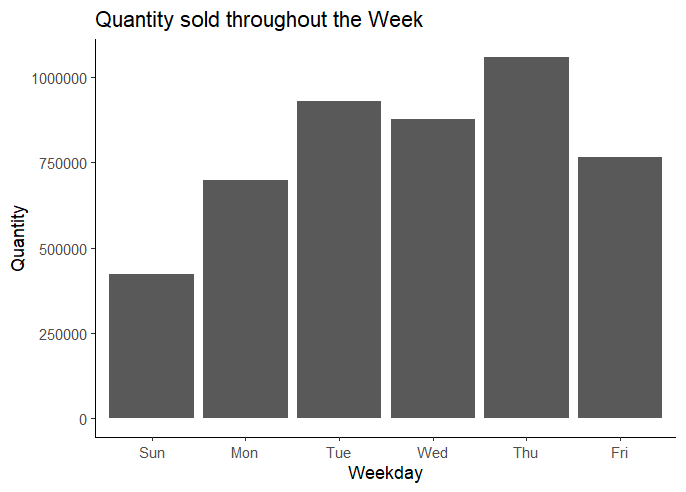 Quantity sold throughout the Week
1000000
750000
500000
250000
0
Quantity
Sun Mon Tue Wed Thu Fri
Weekday